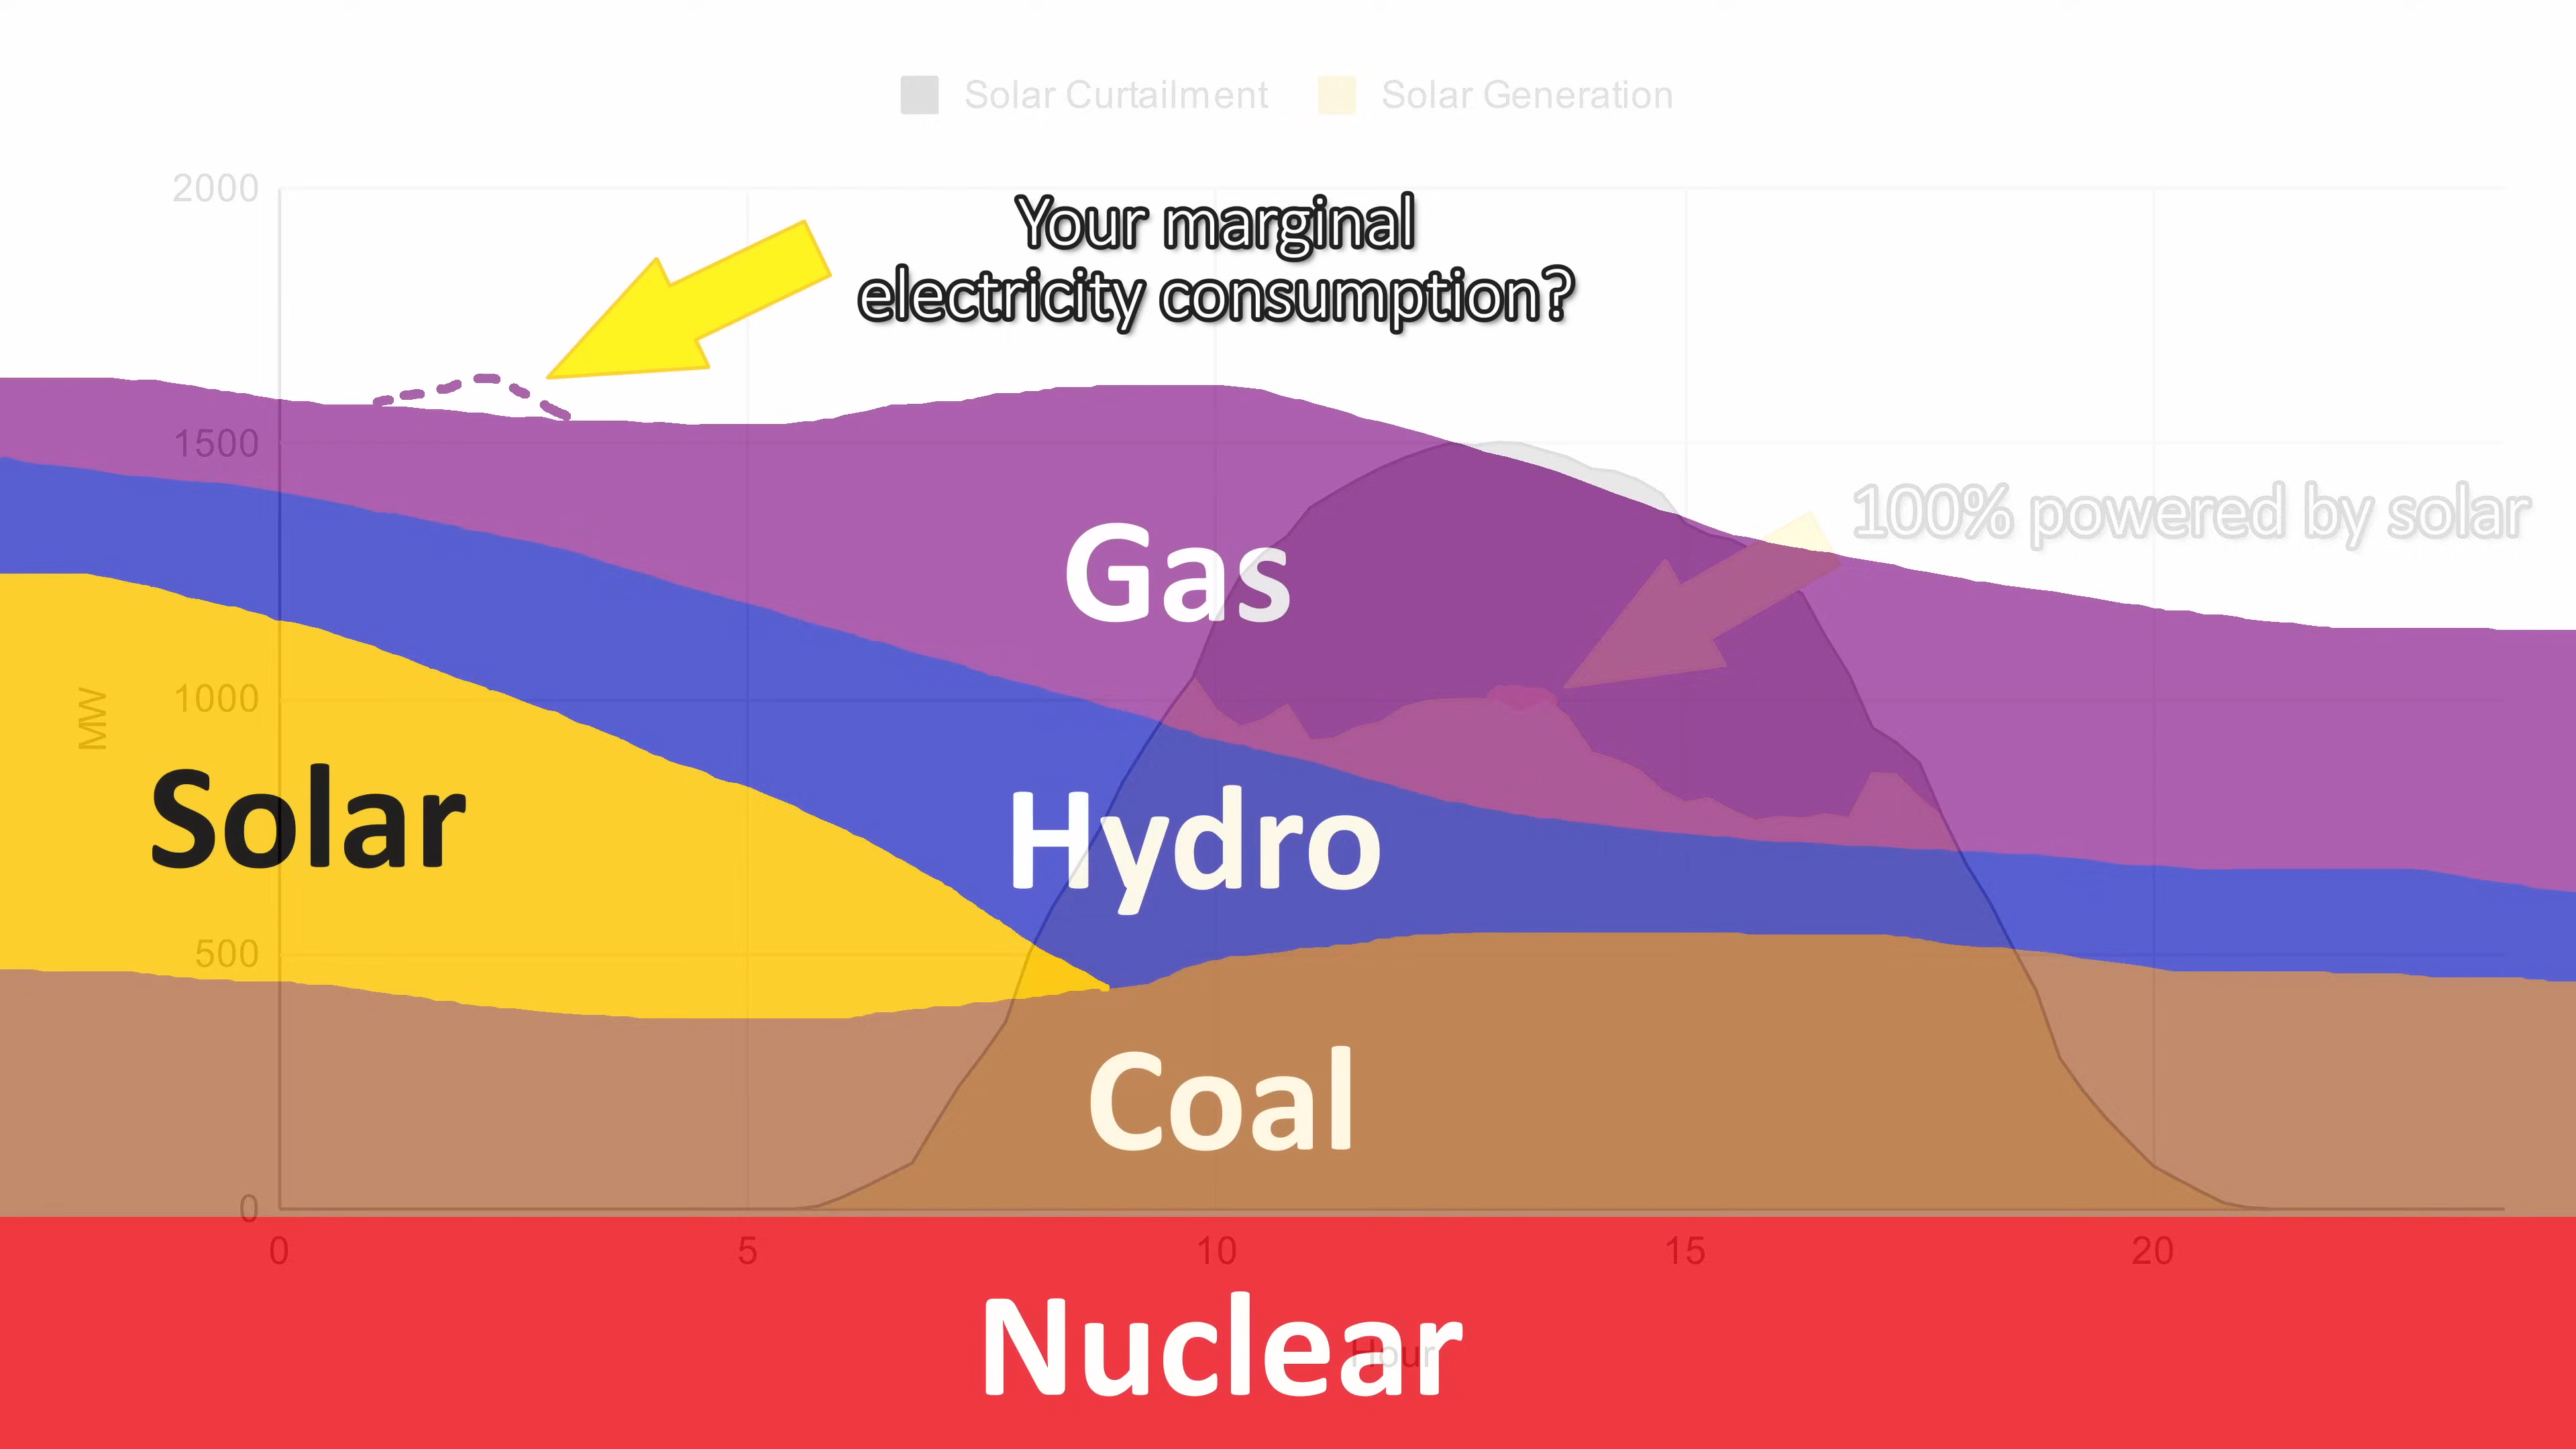 Solar Curtailment
Solar Generation
2000
Your marginal
electricity consumption?
1500
100% powered by solar
Gas
1000
MW
Solar
Hydro
500
Coal
0
0 5 10 15 20
Hour
Nuclear